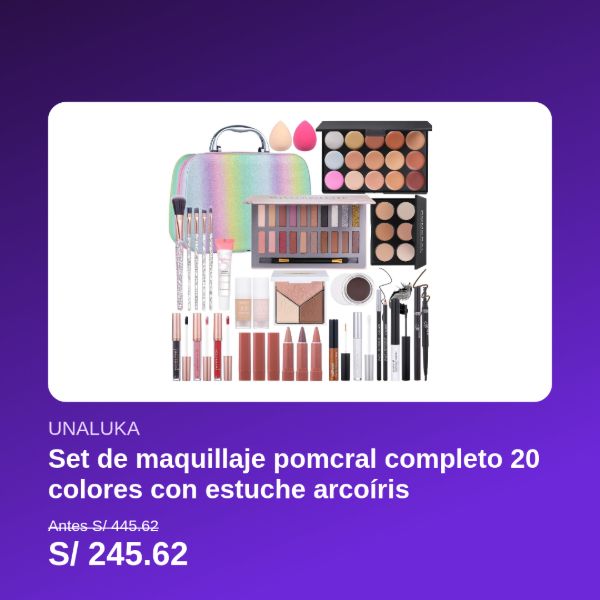 UNALUKA
Set de maquillaje pomcral completo 20
colores con estuche arcoíris
Antes S/ 445.62
S/ 245.62